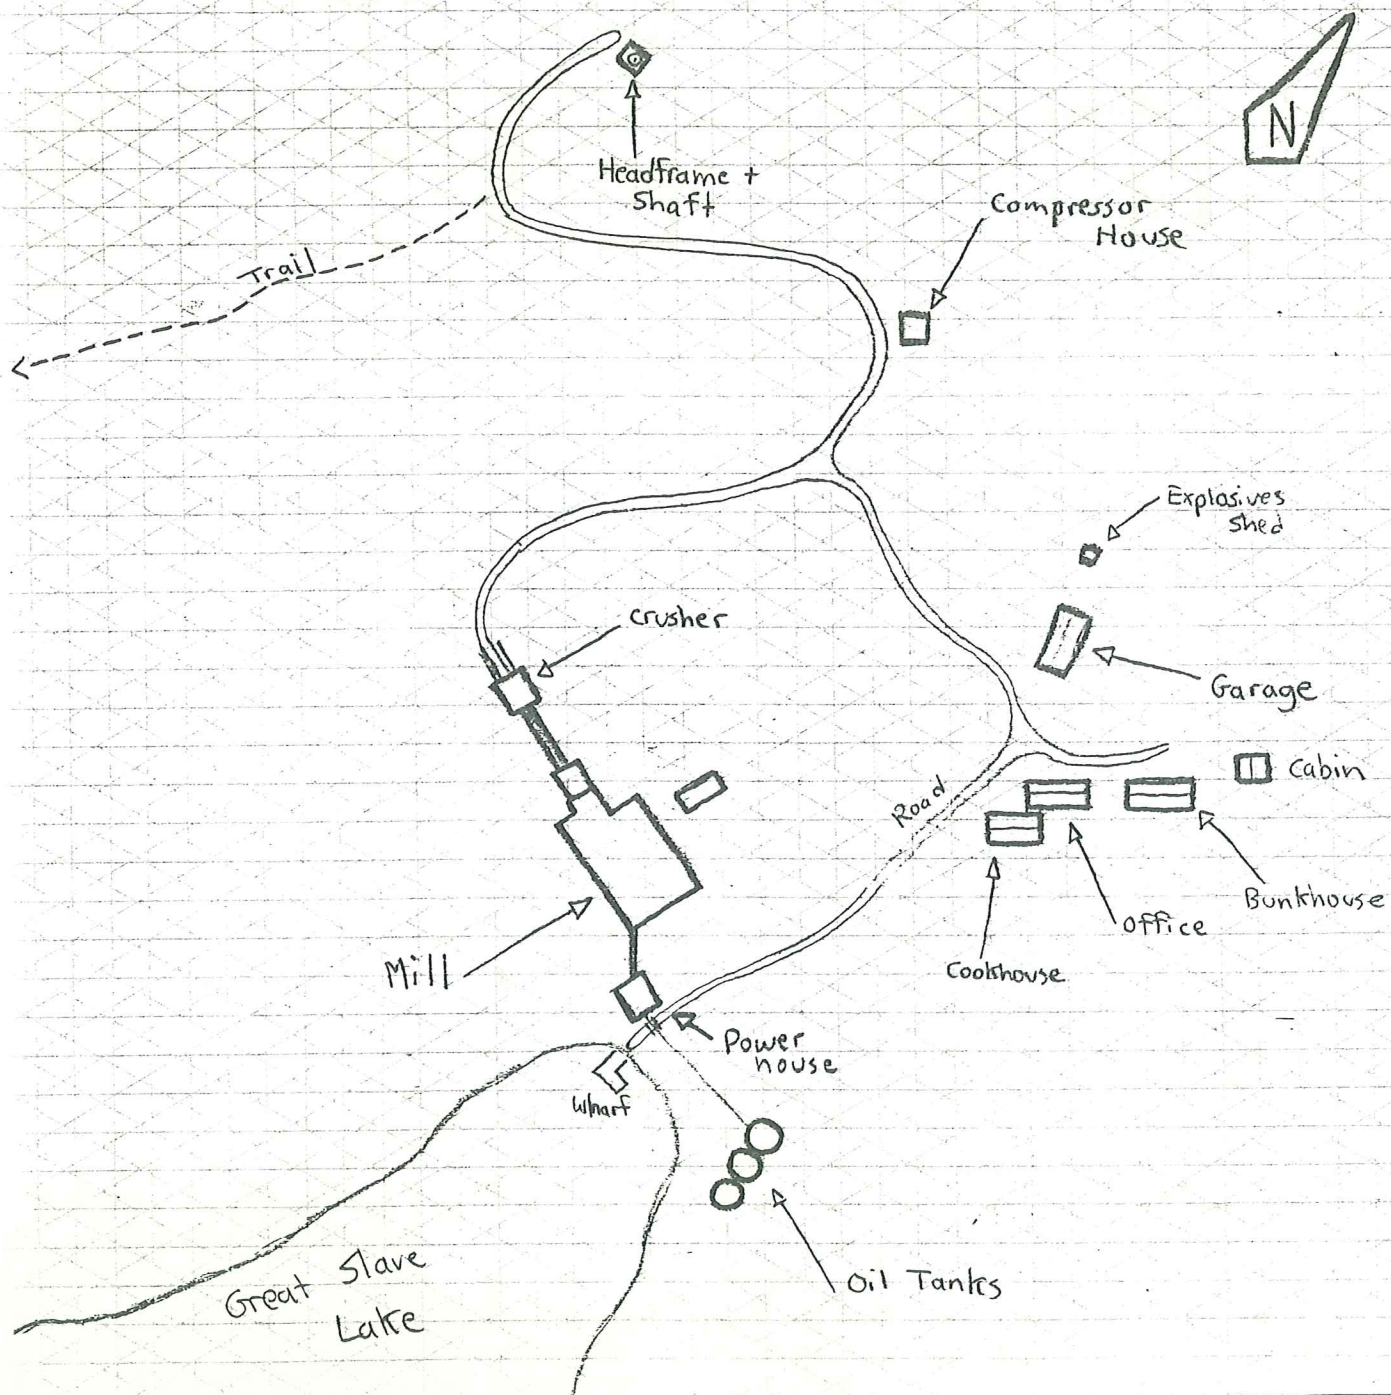 N
Headframe +
Shaft
Compressor
House
Trail
Explosives
Shed
Crusher
Garage
Cabin
Road
Bunkhouse
Office
Cookhouse
Mill
Power
house
Wharf
Oil Tanks
Great Slave
Lake